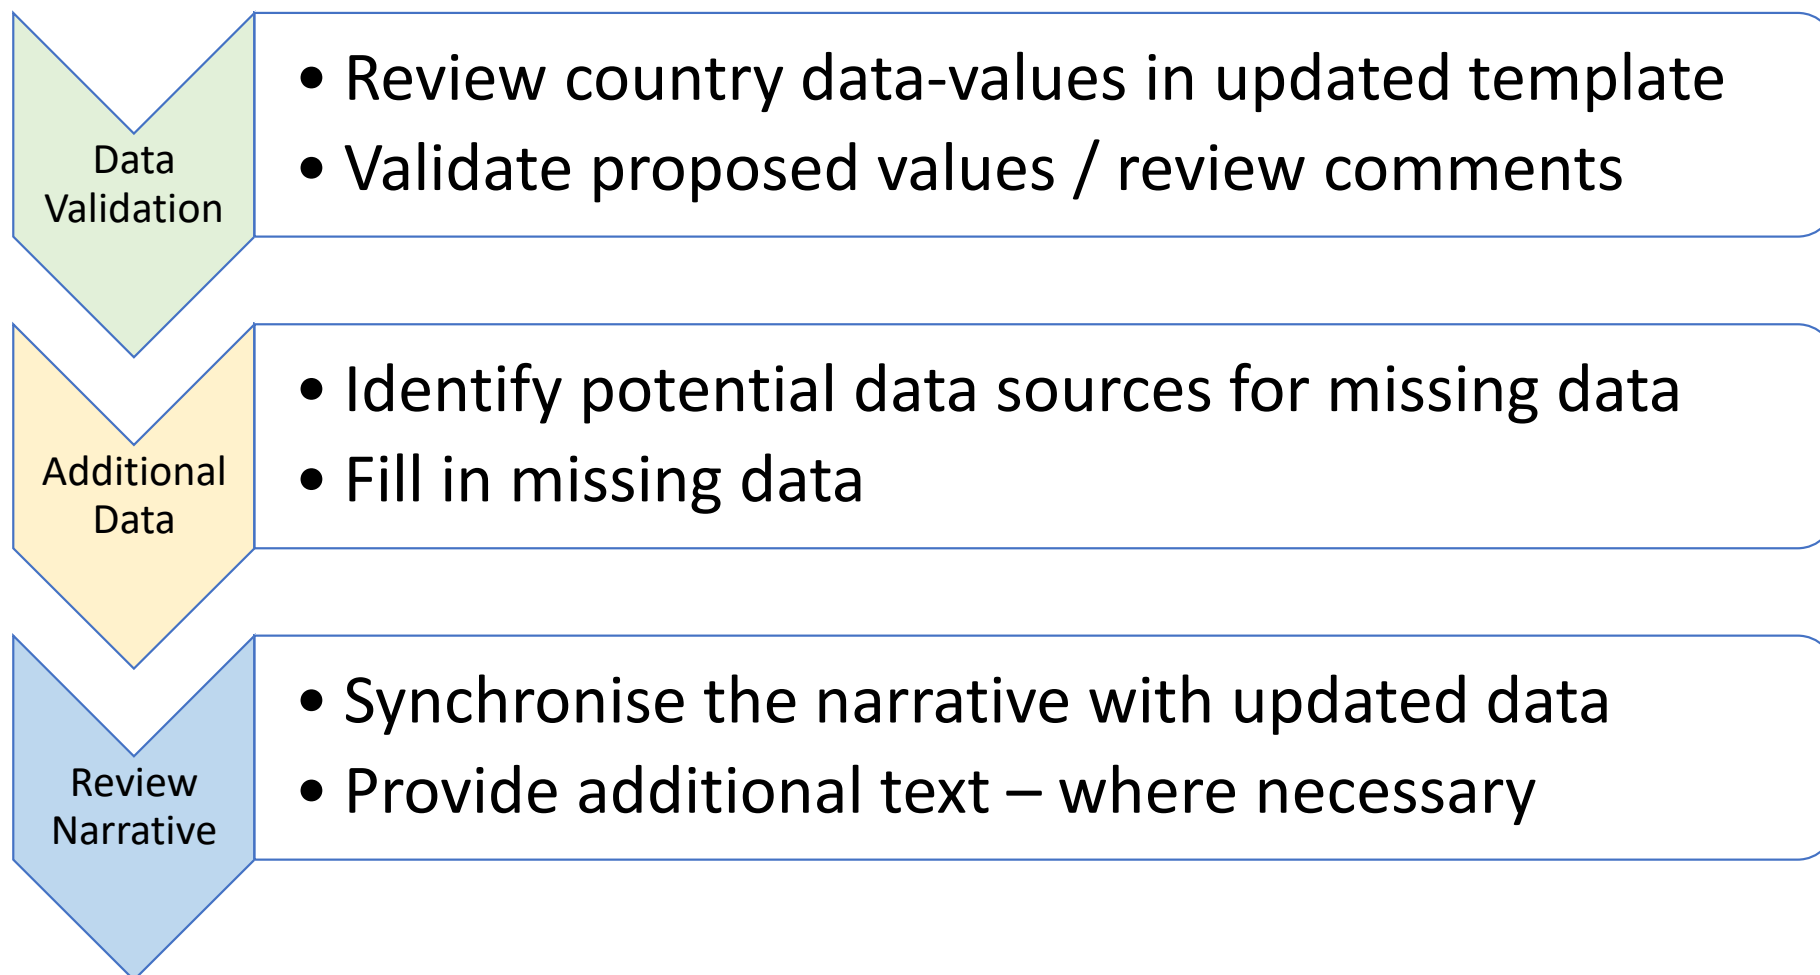 Data
Validation
• Review country data-values in updated template
• Validate proposed values / review comments
Additional
Data
• Identify potential data sources for missing data
• Fill in missing data
Review
Narrative
• Synchronise the narrative with updated data
• Provide additional text – where necessary